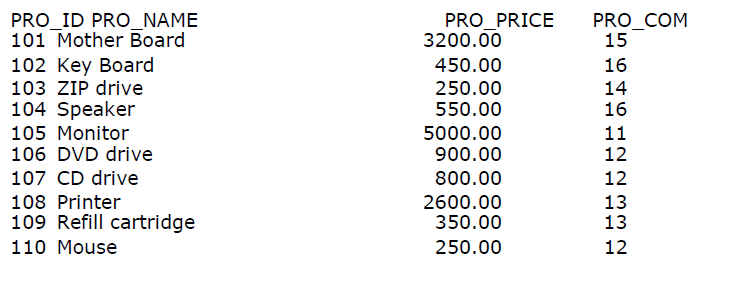 PRO_ID PRO_NAME PRO_PRICE PRO_COM
101 Mother Board 3200.00 15
102 Key Board 450.00 16
103 ZIP drive 250.00 14
104 Speaker 550.00 16
105 Monitor 5000.00 11
106 DVD drive 900.00 12
107 CD drive 800.00 12
108 Printer 2600.00 13
109 Refill cartridge 350.00 13
110 Mouse 250.00 12